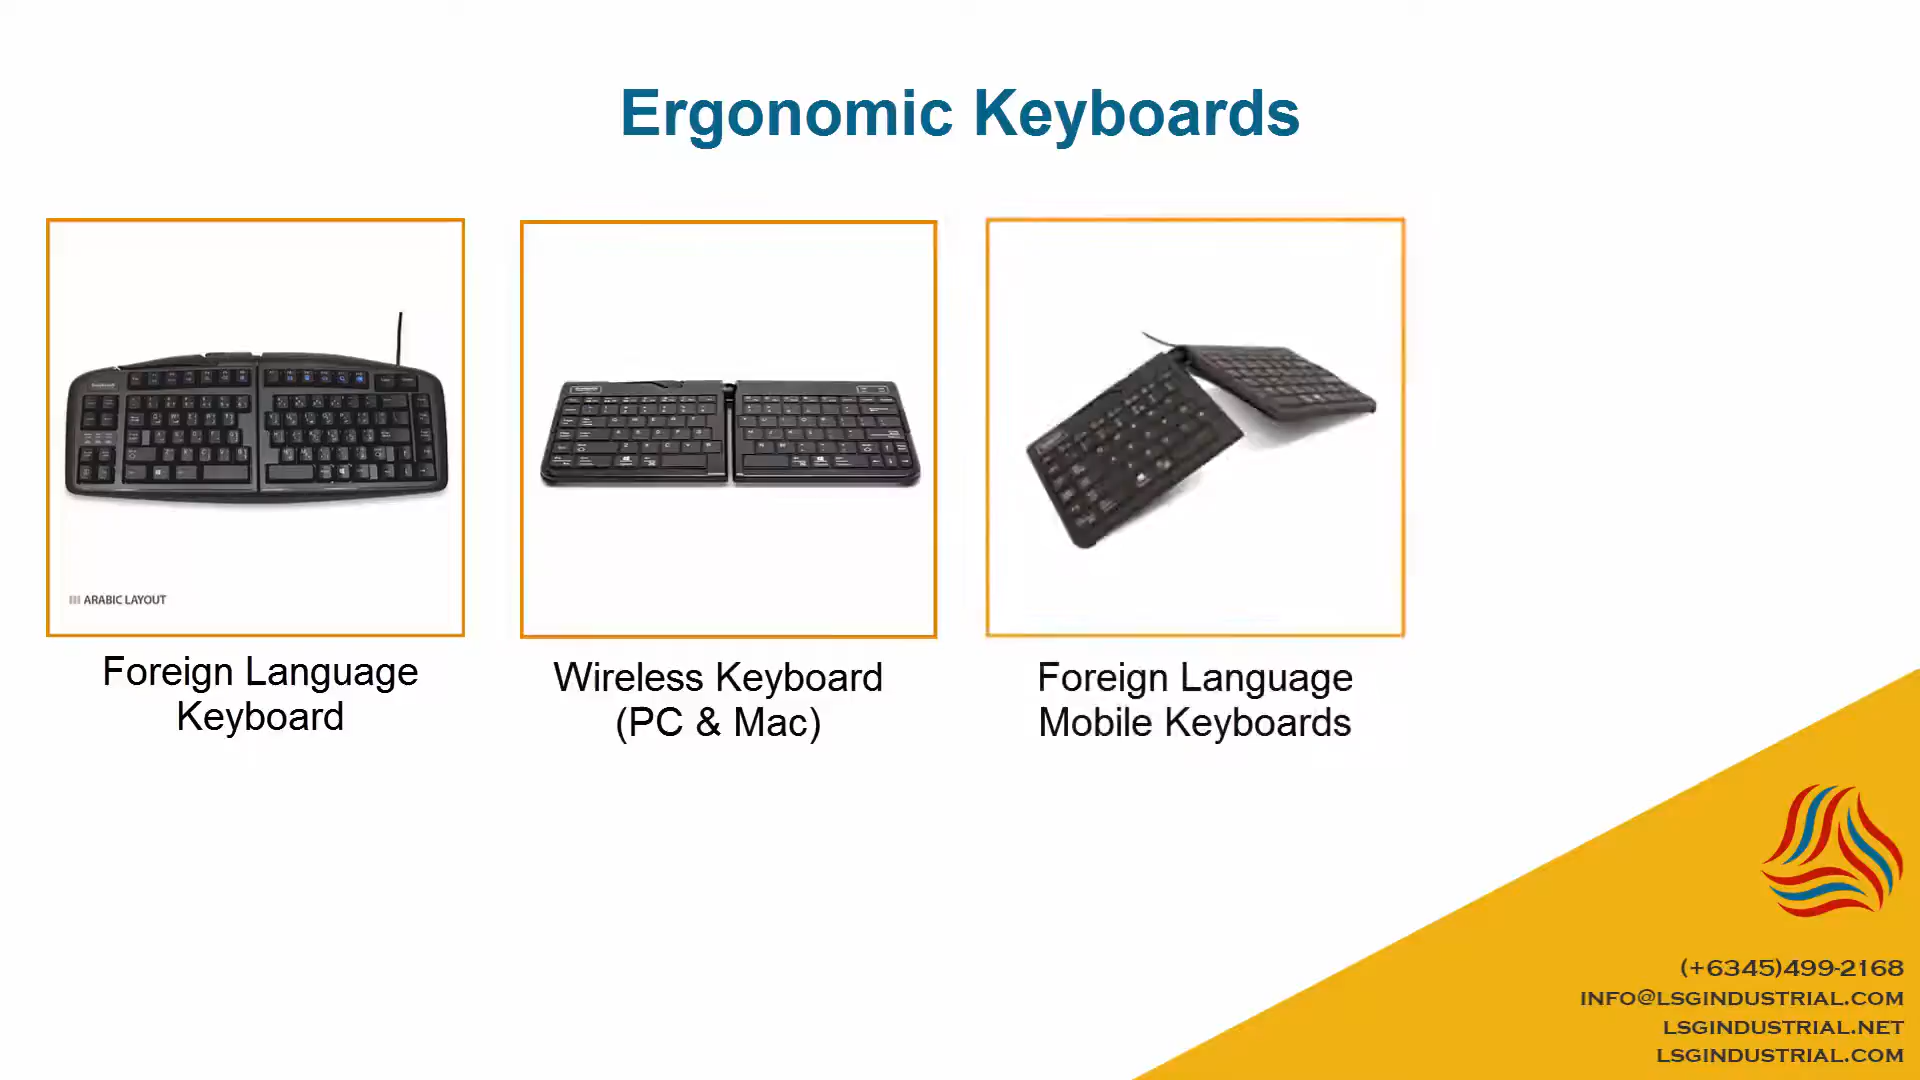 Ergonomic Keyboards
ARABIC LAYOUT
Foreign Language
Keyboard
Wireless Keyboard
(PC & Mac)
Foreign Language
Mobile Keyboards
(+6345)499-2168
INFO@LSGINDUSTRIAL.COM
LSGINDUSTRIAL.NET
LSGINDUSTRIAL.COM